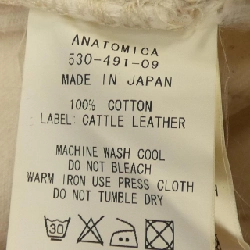 ANATOMICA
530-491-09
MADE IN JAPAN
100% COTTON
LABEL: CATTLE LEATHER
MACHINE WASH COOL
DO NOT BLEACH
WARM IRON USE PRESS CLOTH
DO NOT TUMBLE DRY
30